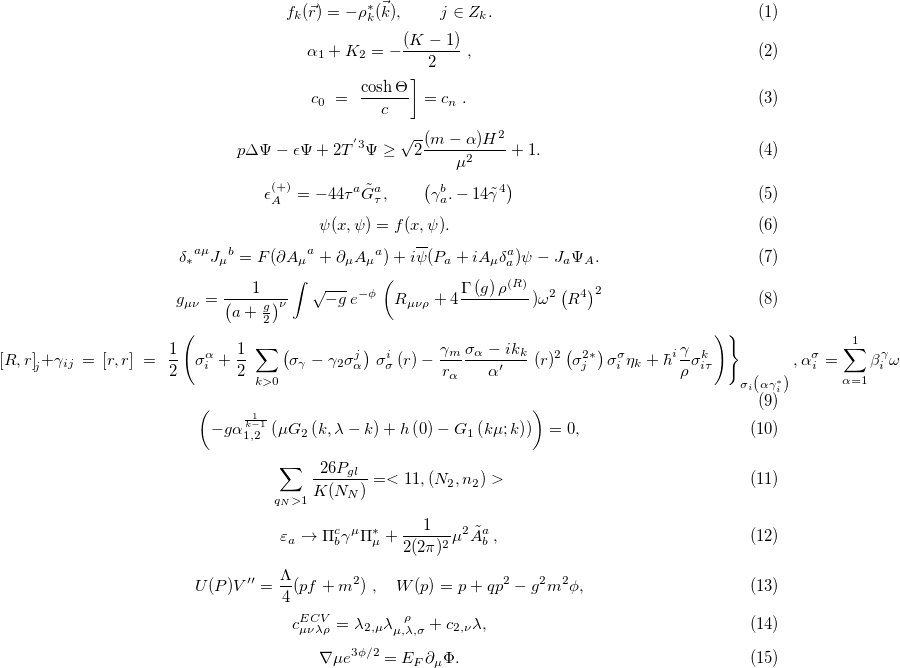 f_k(\vec{r}) = -\rho_k^*(\vec{k}), \qquad j \in Z_k. (1)
\alpha_1 + K_2 = -\frac{(K-1)}{2} , (2)
c_0 = \left. \frac{\cosh \Theta}{c} \right] = c_n . (3)
p\Delta\Psi - \epsilon\Psi + 2T^{'3}\Psi \geq \sqrt{2} \frac{(m-\alpha)H^2}{\mu^2} + 1. (4)
\epsilon_A^{(+)} = -44\tau^a \tilde{G}_\tau^a, \qquad \left(\gamma_a^b . - 14\tilde{\gamma}^4\right) (5)
\psi(x, \psi) = f(x, \psi). (6)
\delta_*{}^{a\mu} J_\mu{}^b = F(\partial A_\mu{}^a + \partial_\mu A_\mu{}^a) + i\overline{\psi}(P_a + iA_\mu \delta_a^a)\psi - J_a \Psi_A. (7)
g_{\mu\nu} = \frac{1}{\left(a + \frac{g}{2}\right)^\nu} \int \sqrt{-g}\, e^{-\phi} \left( R_{\mu\nu\rho} + 4\frac{\Gamma(g)\rho^{(R)}}{} ) \omega^2 \left(R^4\right)^2 (8)
[R, r]_j + \gamma_{ij} = [r, r] = \frac{1}{2} \left( \sigma_i^\alpha + \frac{1}{2} \sum_{k>0} \left(\sigma_\gamma - \gamma_2 \sigma_\alpha^j\right) \sigma_\sigma^i (r) - \frac{\gamma_m}{r_\alpha} \frac{\sigma_\alpha - ik_k}{\alpha'} (r)^2 \left(\sigma_j^{2*}\right) \sigma_i^\sigma \eta_k + \hbar^i \frac{\gamma}{\rho} \sigma_{i\tau}^k \right) \Bigg\}_{\sigma_i(\alpha\gamma_i^*)} , \alpha_i^\sigma = \sum_{\alpha=1}^{1} \beta_i^\gamma \omega (9)
\left( -g\alpha_{1,2}^{\frac{1}{k-1}} \left(\mu G_2 (k, \lambda - k) + h(0) - G_1 (k\mu; k)\right) \right) = 0, (10)
\sum_{q_N > 1} \frac{26 P_{gl}}{K(N_N)} = < 11, (N_2, n_2) > (11)
\varepsilon_a \to \Pi_b^c \gamma^\mu \Pi_\mu^* + \frac{1}{2(2\pi)^2} \mu^2 \tilde{A}_b^a , (12)
U(P)V'' = \frac{\Lambda}{4}(pf + m^2) , \quad W(p) = p + qp^2 - g^2 m^2 \phi, (13)
c_{\mu\nu\lambda\rho}^{ECV} = \lambda_{2,\mu} \lambda_{\mu,\lambda,\sigma}^{\rho} + c_{2,\nu} \lambda, (14)
\nabla \mu e^{3\phi/2} = E_F \partial_\mu \Phi. (15)